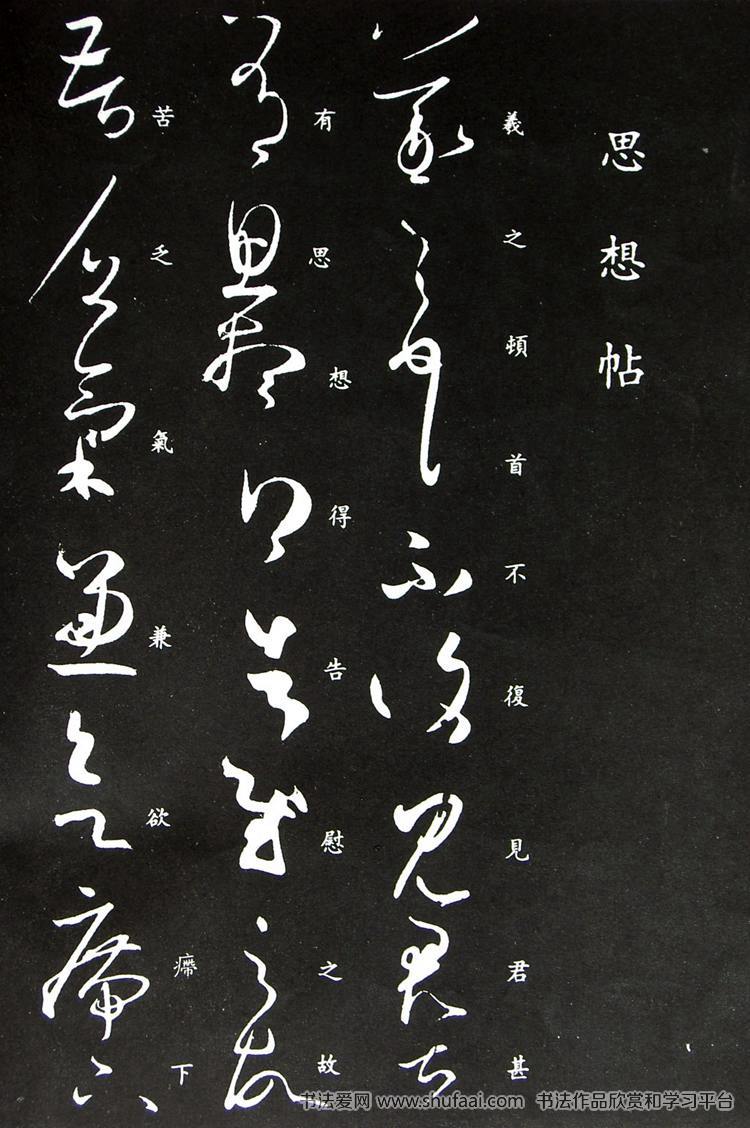 思想帖
羲之頓首不復見君甚
有思想得告慰之故
苦乏氣兼欲㿃下
书法爱网 www.shufaai.com 书法作品欣赏和学习平台